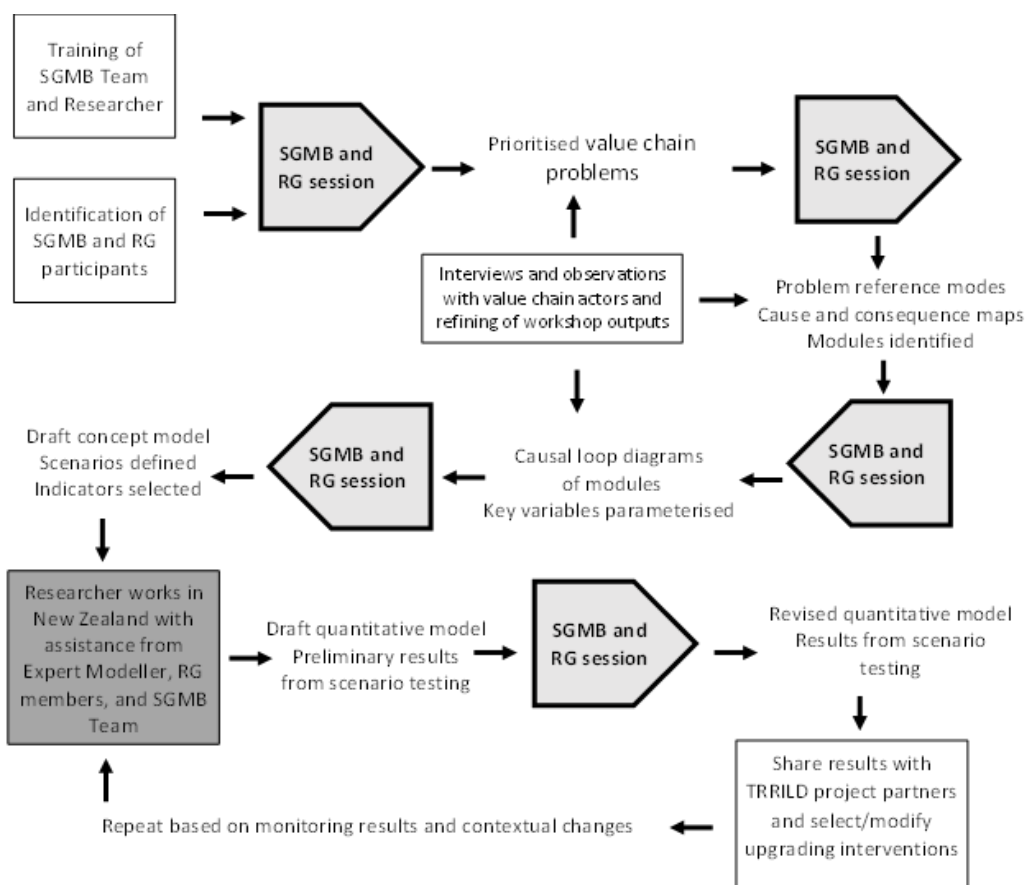 Training of
SGMB Team
and Researcher
Identification of
SGMB and RG
participants
SGMB and
RG session
Prioritised value chain
problems
SGMB and
RG session
Interviews and observations
with value chain actors and
refining of workshop outputs
Problem reference modes
Cause and consequence maps
Modules identified
SGMB and
RG session
Causal loop diagrams
of modules
Key variables parameterised
SGMB and
RG session
Draft concept model
Scenarios defined
Indicators selected
Researcher works in
New Zealand with
assistance from
Expert Modeller, RG
members, and SGMB
Team
Draft quantitative model
Preliminary results
from scenario testing
SGMB and
RG session
Revised quantitative model
Results from scenario
testing
Share results with
TRRILD project partners
and select/modify
upgrading interventions
Repeat based on monitoring results and contextual changes